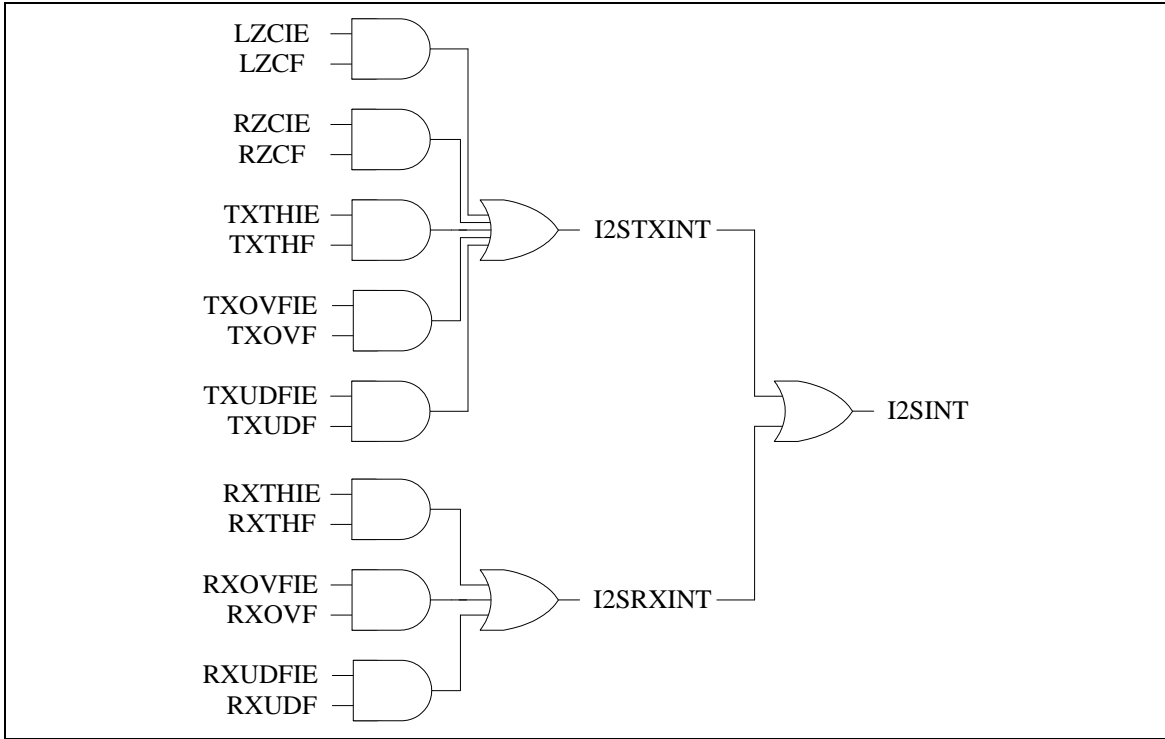 LZCIE
LZCF
RZCIE
RZCF
TXTHIE
TXTHF
I2STXINT
TXOVFIE
TXOVF
TXUDFIE
TXUDF
I2SINT
RXTHIE
RXTHF
RXOVFIE
RXOVF
I2SRXINT
RXUDFIE
RXUDF